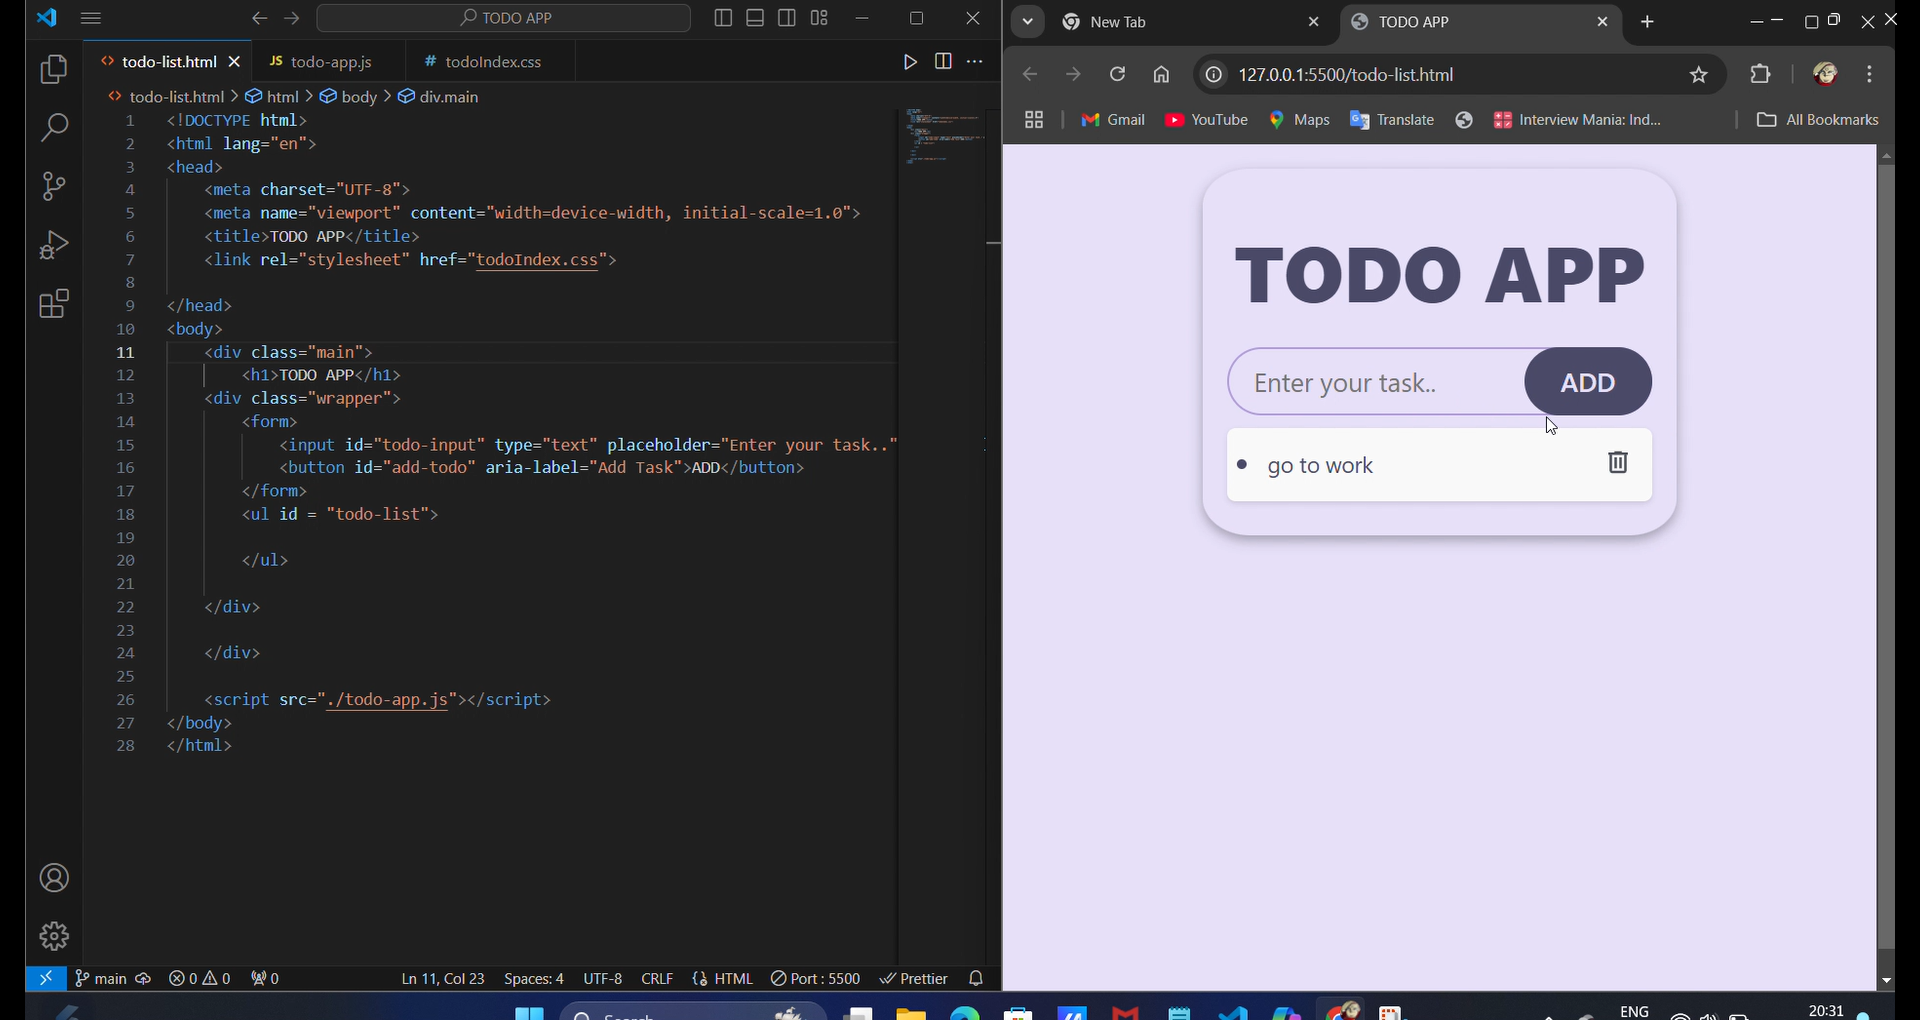 TODO APP
todo-list.html
JS todo-app.js
# todoIndex.css
todo-list.html > html > body > div.main
1 <!DOCTYPE html>
2 <html lang="en">
3 <head>
4 <meta charset="UTF-8">
5 <meta name="viewport" content="width=device-width, initial-scale=1.0">
6 <title>TODO APP</title>
7 <link rel="stylesheet" href="todoIndex.css">
8
9 </head>
10 <body>
11 <div class="main">
12 <h1>TODO APP</h1>
13 <div class="wrapper">
14 <form>
15 <input id="todo-input" type="text" placeholder="Enter your task.."
16 <button id="add-todo" aria-label="Add Task">ADD</button>
17 </form>
18 <ul id = "todo-list">
19
20 </ul>
21
22 </div>
23
24 </div>
25
26 <script src="./todo-app.js"></script>
27 </body>
28 </html>
main
0 0
0
Ln 11, Col 23
Spaces: 4
UTF-8
CRLF
HTML
Port : 5500
Prettier
New Tab
TODO APP
127.0.0.1:5500/todo-list.html
Gmail
YouTube
Maps
Translate
Interview Mania: Ind...
All Bookmarks
TODO APP
Enter your task..
ADD
go to work
Search
ENG
20:31